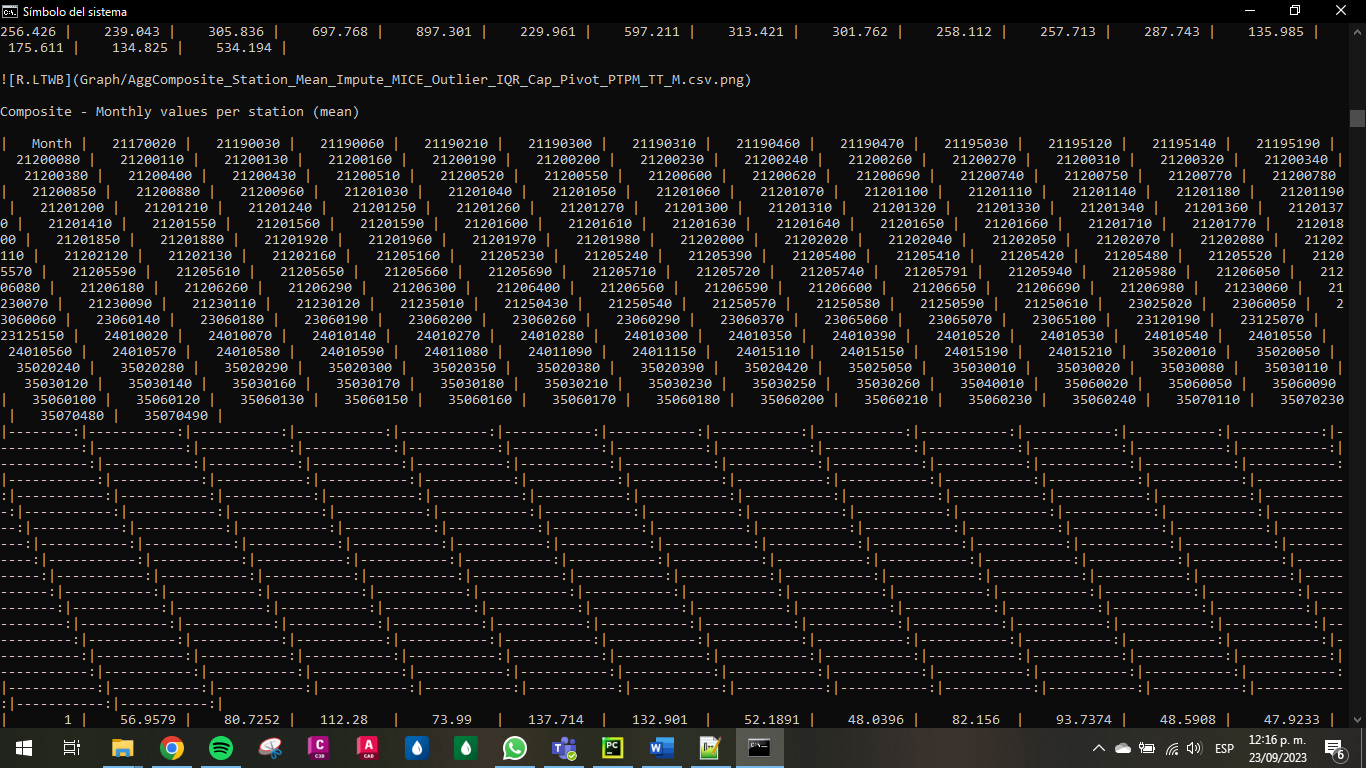 Símbolo del sistema
256.426 |    239.043 |    305.836 |    697.768 |    897.301 |    229.961 |    597.211 |    313.421 |    301.762 |    258.112 |    257.713 |    287.743 |    135.985 |
 175.611 |    134.825 |    534.194 |
![R.LTWB](Graph/AggComposite_Station_Mean_Impute_MICE_Outlier_IQR_Cap_Pivot_PTPM_TT_M.csv.png)
Composite - Monthly values per station (mean)
|   Month |   21170020 |   21190030 |   21190060 |   21190210 |   21190300 |   21190310 |   21190460 |   21190470 |   21195030 |   21195120 |   21195140 |   21195190 |
  21200080 |   21200110 |   21200130 |   21200160 |   21200190 |   21200200 |   21200230 |   21200240 |   21200260 |   21200270 |   21200310 |   21200320 |   21200340 |
   21200380 |   21200400 |   21200430 |   21200510 |   21200520 |   21200550 |   21200600 |   21200620 |   21200690 |   21200740 |   21200750 |   21200770 |   21200780
|   21200850 |   21200880 |   21200960 |   21201030 |   21201040 |   21201050 |   21201060 |   21201070 |   21201100 |   21201110 |   21201140 |   21201180 |   21201190
 |   21201200 |   21201210 |   21201240 |   21201250 |   21201260 |   21201270 |   21201300 |   21201310 |   21201320 |   21201330 |   21201340 |   21201360 |   2120137
0 |   21201410 |   21201550 |   21201560 |   21201590 |   21201600 |   21201610 |   21201630 |   21201640 |   21201650 |   21201660 |   21201710 |   21201770 |   212018
00 |   21201850 |   21201880 |   21201920 |   21201960 |   21201970 |   21201980 |   21202000 |   21202020 |   21202040 |   21202050 |   21202070 |   21202080 |   21202
110 |   21202120 |   21202130 |   21202160 |   21205160 |   21205230 |   21205240 |   21205390 |   21205400 |   21205410 |   21205420 |   21205480 |   21205520 |   2120
5570 |   21205590 |   21205610 |   21205650 |   21205660 |   21205690 |   21205710 |   21205720 |   21205740 |   21205791 |   21205940 |   21205980 |   21206050 |   212
06080 |   21206180 |   21206260 |   21206290 |   21206300 |   21206400 |   21206560 |   21206590 |   21206600 |   21206650 |   21206690 |   21206980 |   21230060 |   21
230070 |   21230090 |   21230110 |   21230120 |   21235010 |   21250430 |   21250540 |   21250570 |   21250580 |   21250590 |   21250610 |   23025020 |   23060050 |   2
3060060 |   23060140 |   23060180 |   23060190 |   23060200 |   23060260 |   23060290 |   23060370 |   23065060 |   23065070 |   23065100 |   23120190 |   23125070 |
23125160 |   24010020 |   24010070 |   24010140 |   24010270 |   24010280 |   24010300 |   24010350 |   24010390 |   24010520 |   24010530 |   24010540 |   24010550 |
 24010560 |   24010570 |   24010580 |   24010590 |   24011080 |   24011090 |   24011150 |   24015110 |   24015150 |   24015190 |   24015210 |   35020010 |   35020050 |
  35020240 |   35020280 |   35020290 |   35020300 |   35020350 |   35020380 |   35020390 |   35020420 |   35025050 |   35030010 |   35030020 |   35030080 |   35030110 |
   35030120 |   35030140 |   35030160 |   35030170 |   35030180 |   35030210 |   35030230 |   35030250 |   35030260 |   35040010 |   35060020 |   35060050 |   35060090
|   35060100 |   35060120 |   35060130 |   35060150 |   35060160 |   35060170 |   35060180 |   35060200 |   35060210 |   35060230 |   35060240 |   35070110 |   35070230
 |   35070480 |   35070490 |
|       1 |    56.9579 |    80.7252 |   112.28   |    73.99   |   137.714  |   132.901  |    52.1891 |    48.0396 |    82.156  |    93.7374 |    48.5908 |    47.9233 |
ESP
12:16 p. m.
23/09/2023
6